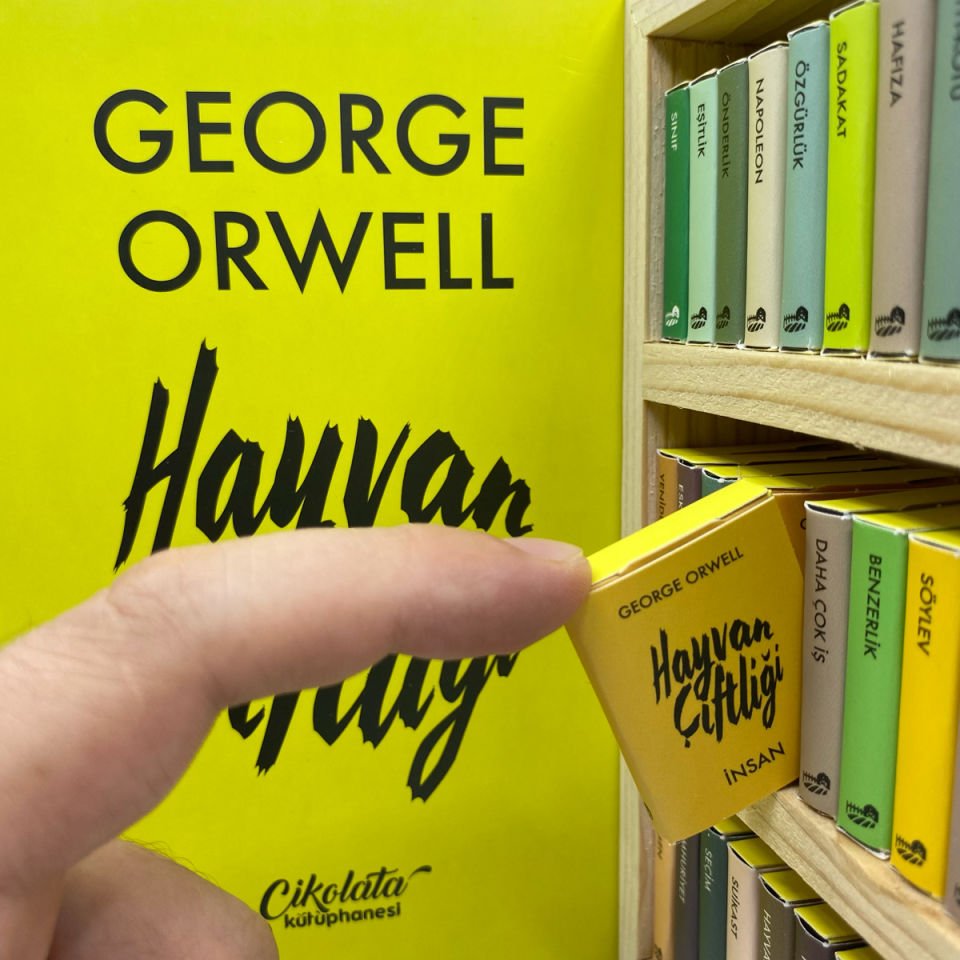 GEORGE
ORWELL
Hayvan
Çikolata
kütüphanesi
SINIF
EŞİTLİK
ÖNDERLİK
NAPOLEON
ÖZGÜRLÜK
SADAKAT
HAFIZA
GEORGE ORWELL
Hayvan
Çiftliği
İNSAN
DAHA ÇOK İŞ
BENZERLİK
SÖYLEV
SEÇİM
SUİKAST